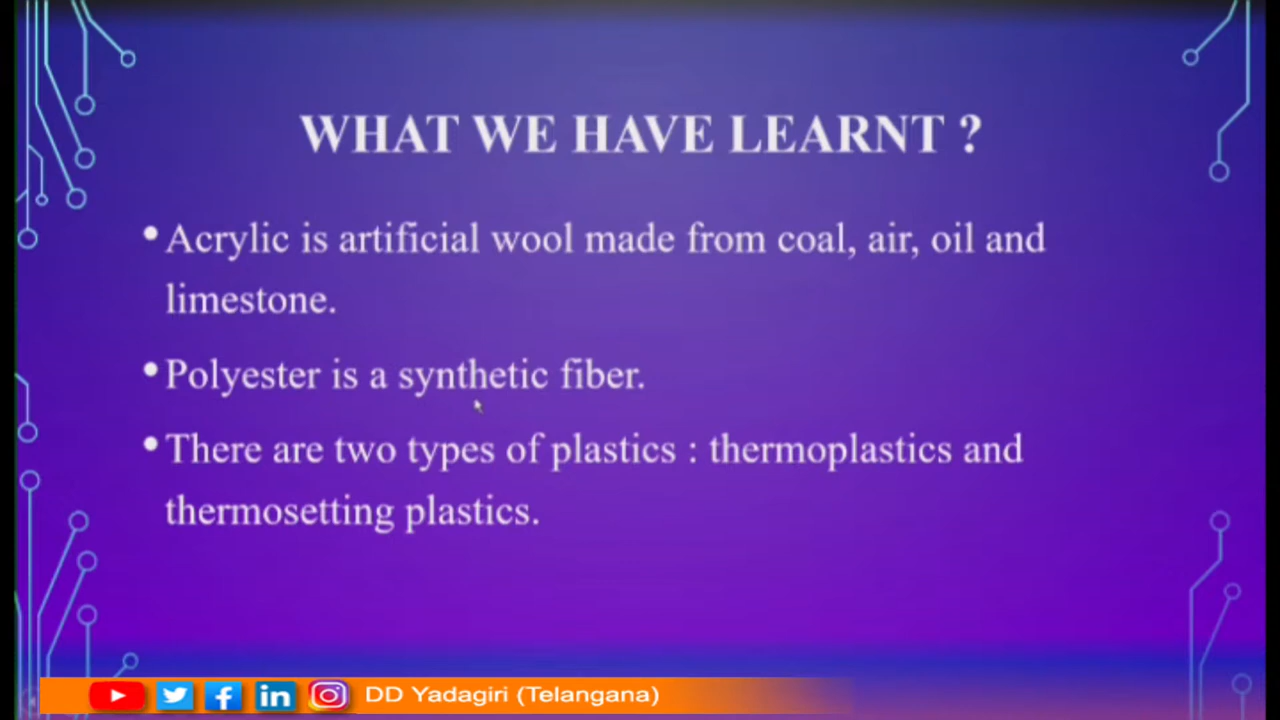 WHAT WE HAVE LEARNT ?
• Acrylic is artificial wool made from coal, air, oil and
limestone.
• Polyester is a synthetic fiber.
• There are two types of plastics : thermoplastics and
thermosetting plastics.
DD Yadagiri (Telangana)